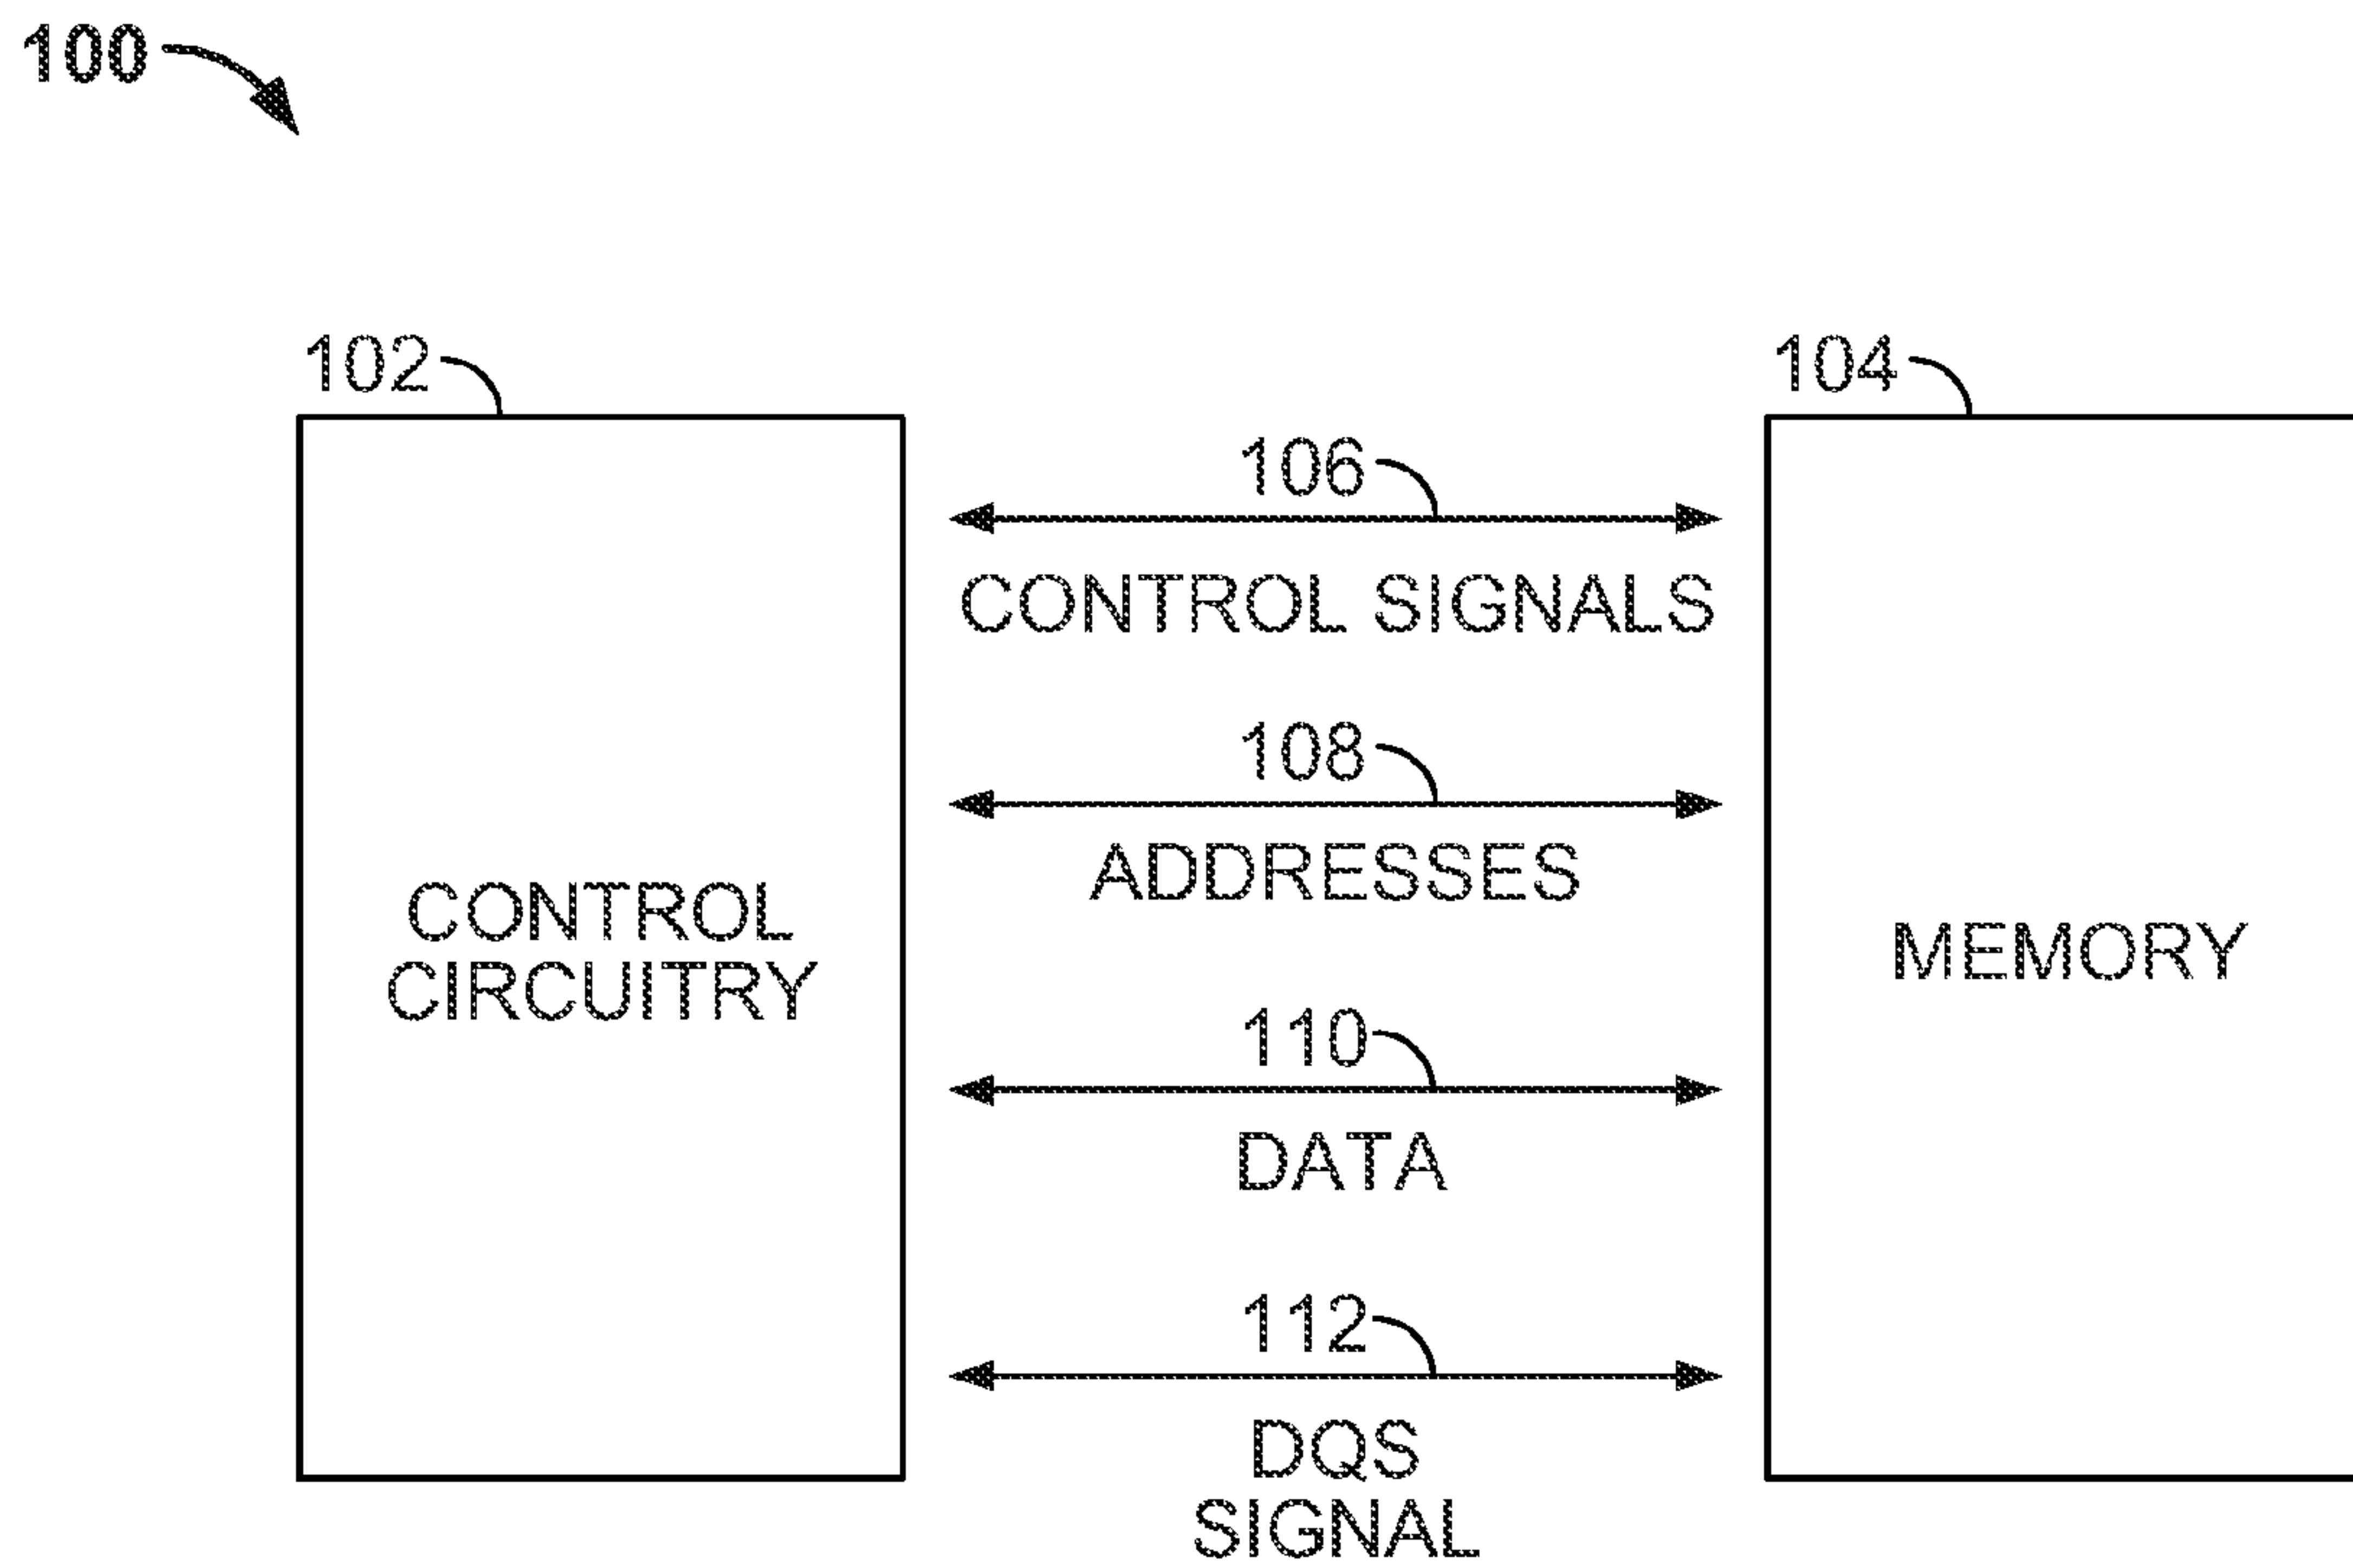 100
102
104
106
CONTROL SIGNALS
108
ADDRESSES
CONTROL
CIRCUITRY
MEMORY
110
DATA
112
DQS
SIGNAL